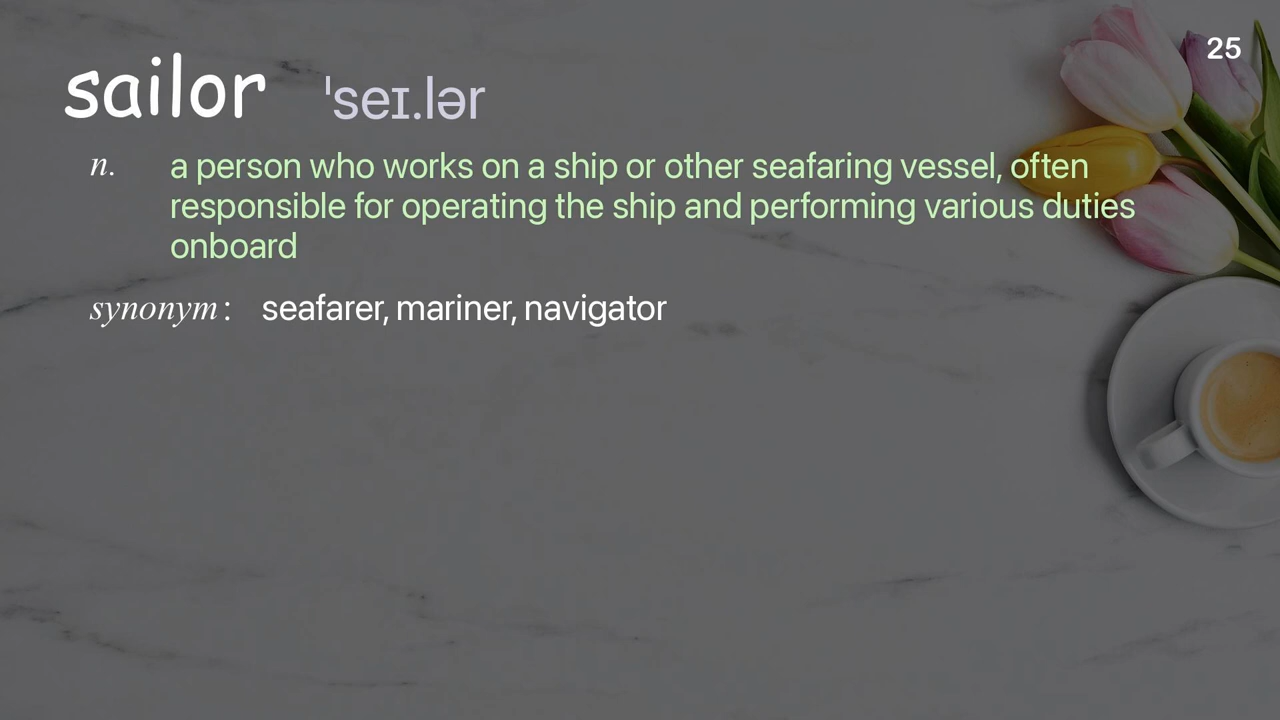 25
sailor ˈseɪ.lər
n. a person who works on a ship or other seafaring vessel, often
responsible for operating the ship and performing various duties
onboard
synonym: seafarer, mariner, navigator